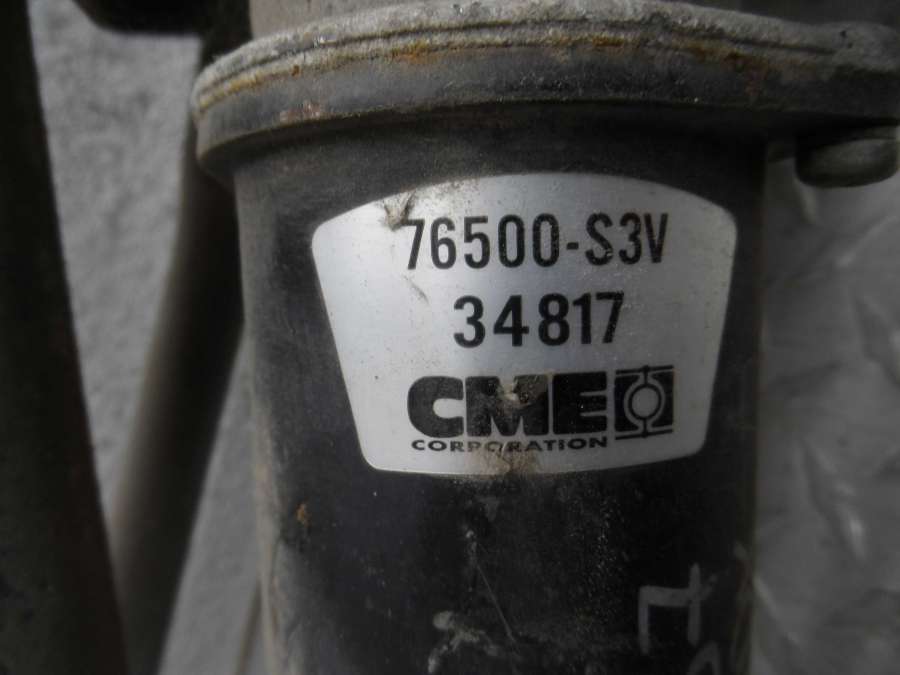 76500-S3V
34817
CME
CORPORATION